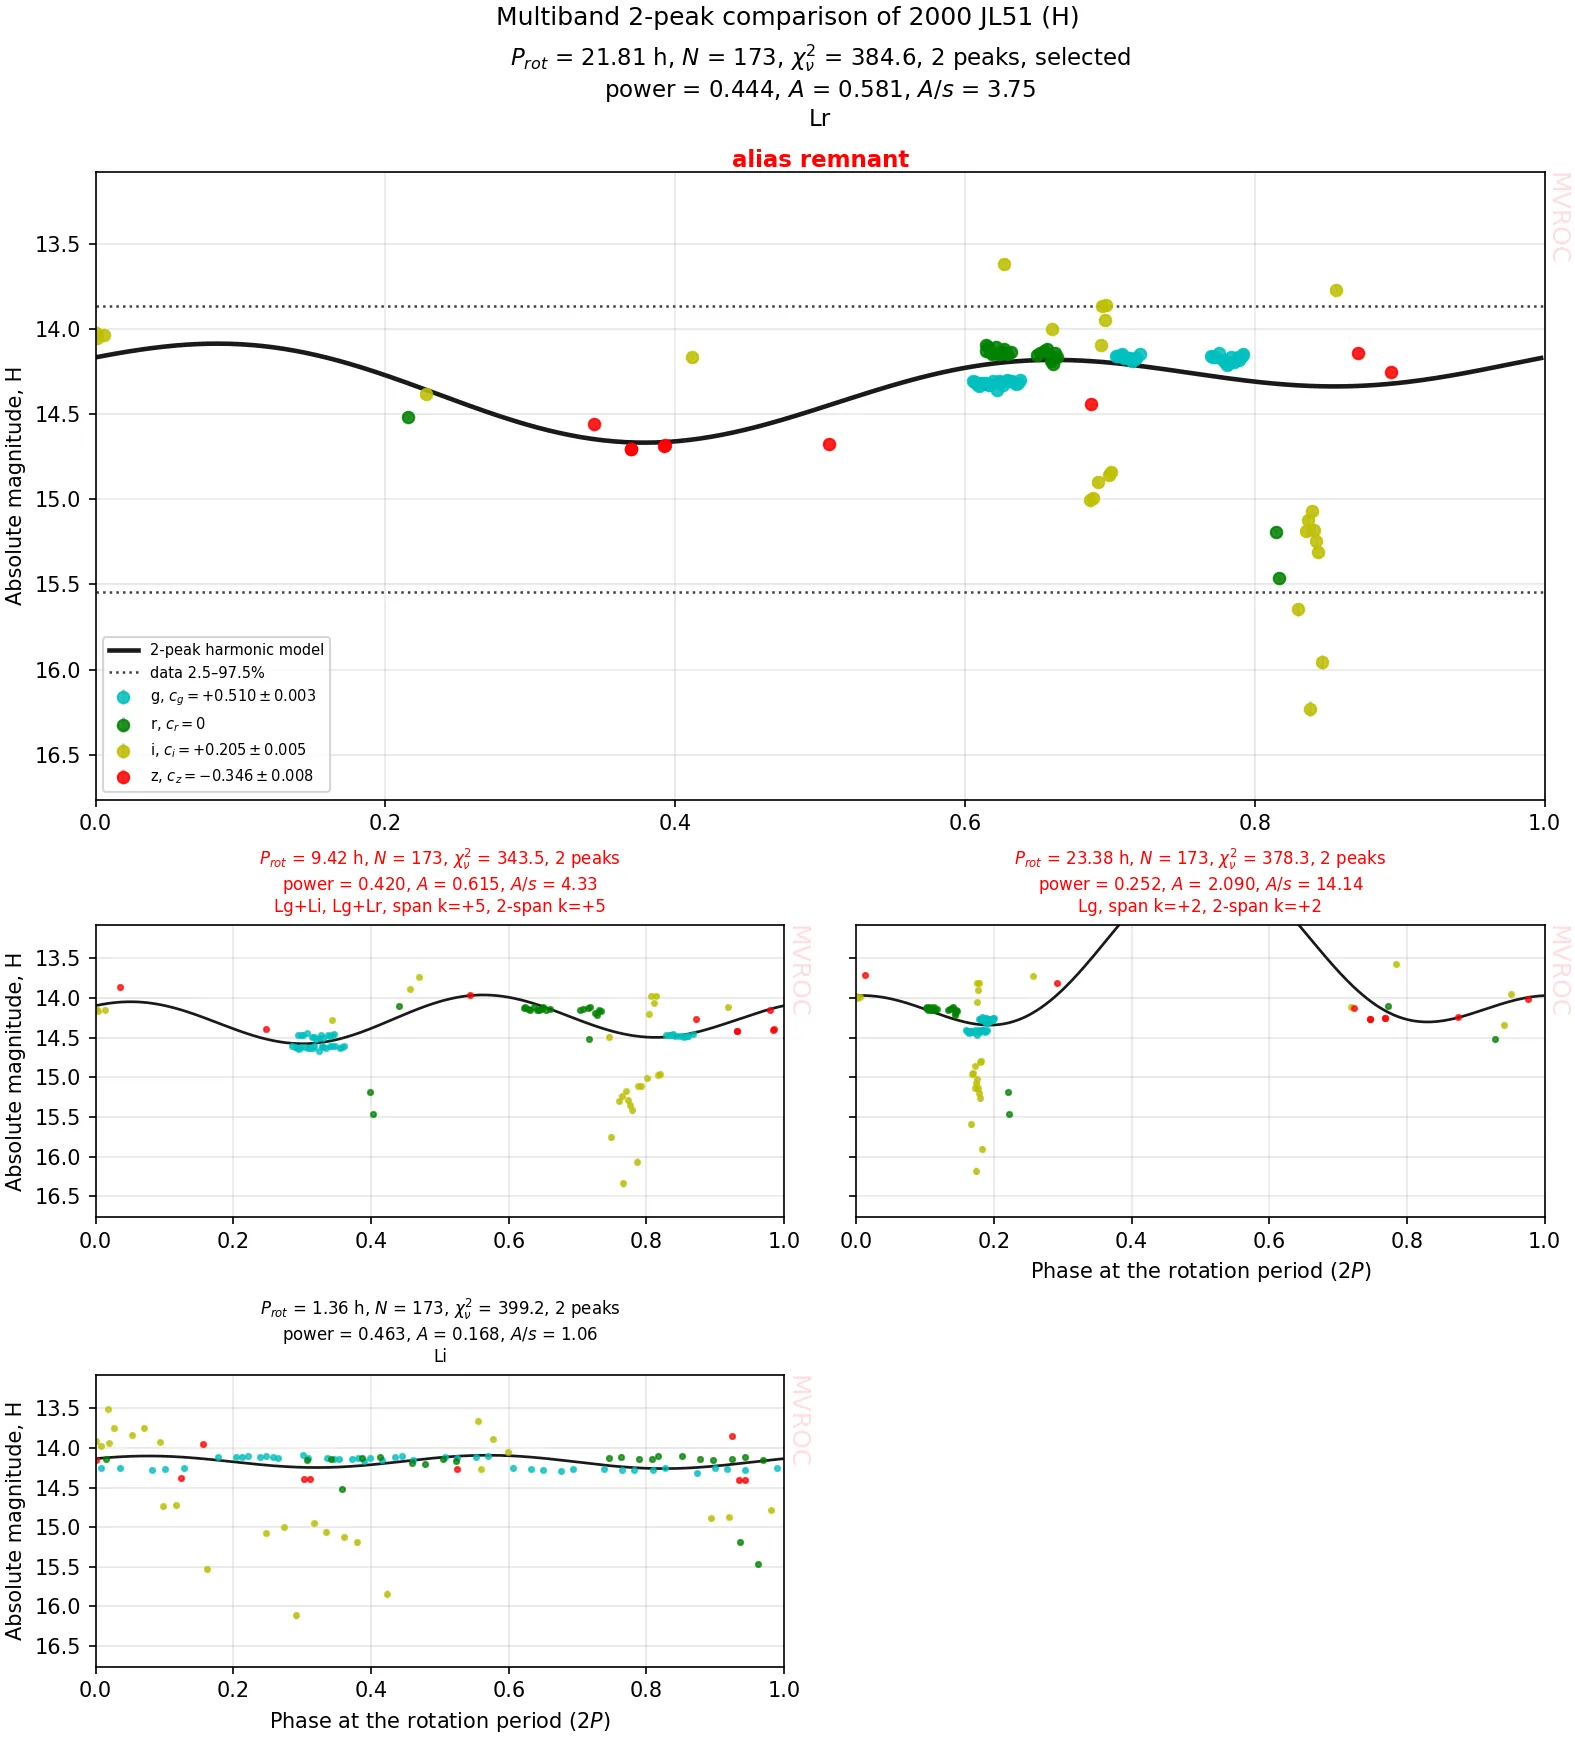 Multiband 2-peak comparison of 2000 JL51 (H)
P_rot = 21.81 h, N = 173, χ²_ν = 384.6, 2 peaks, selected
power = 0.444, A = 0.581, A/s = 3.75
Lr
alias remnant
MVROC
Absolute magnitude, H
13.5
14.0
14.5
15.0
15.5
16.0
16.5
2-peak harmonic model
data 2.5–97.5%
g, c_g = +0.510 ± 0.003
r, c_r = 0
i, c_i = +0.205 ± 0.005
z, c_z = −0.346 ± 0.008
0.0 0.2 0.4 0.6 0.8 1.0
P_rot = 9.42 h, N = 173, χ²_ν = 343.5, 2 peaks
power = 0.420, A = 0.615, A/s = 4.33
Lg+Li, Lg+Lr, span k=+5, 2-span k=+5
MVROC
Absolute magnitude, H
13.5
14.0
14.5
15.0
15.5
16.0
16.5
0.0 0.2 0.4 0.6 0.8 1.0
P_rot = 23.38 h, N = 173, χ²_ν = 378.3, 2 peaks
power = 0.252, A = 2.090, A/s = 14.14
Lg, span k=+2, 2-span k=+2
MVROC
0.0 0.2 0.4 0.6 0.8 1.0
Phase at the rotation period (2P)
P_rot = 1.36 h, N = 173, χ²_ν = 399.2, 2 peaks
power = 0.463, A = 0.168, A/s = 1.06
Li
MVROC
Absolute magnitude, H
13.5
14.0
14.5
15.0
15.5
16.0
16.5
0.0 0.2 0.4 0.6 0.8 1.0
Phase at the rotation period (2P)